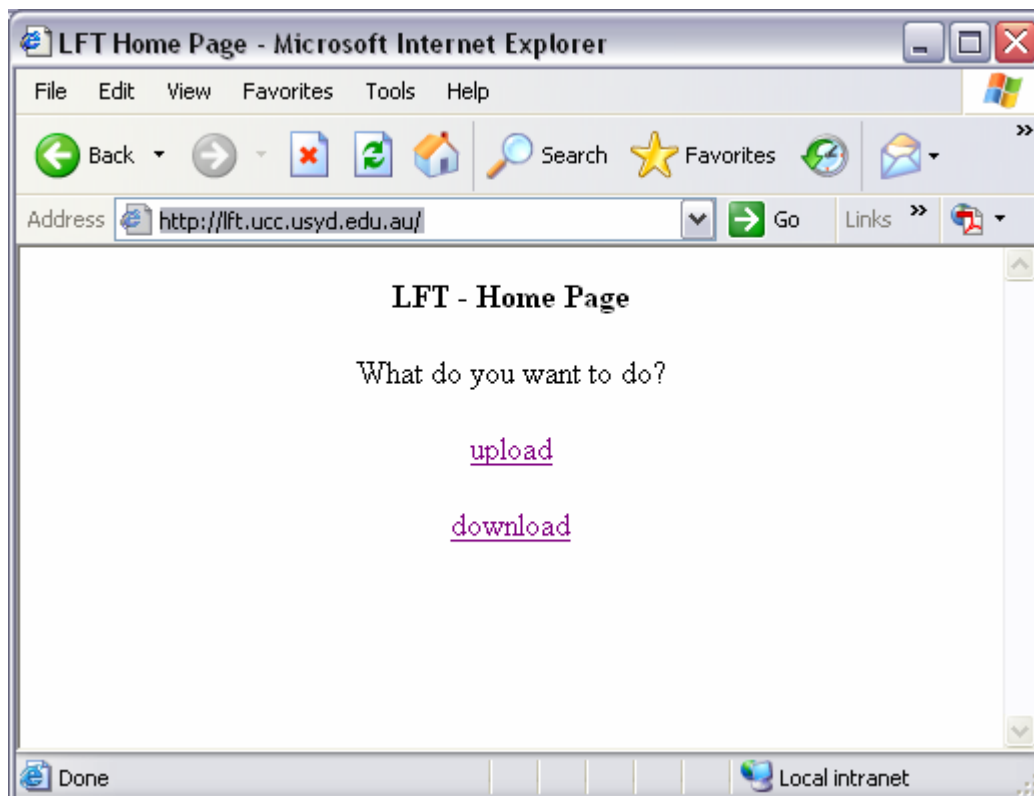 LFT Home Page - Microsoft Internet Explorer
File Edit View Favorites Tools Help
Back Search Favorites »
Address http://lft.ucc.usyd.edu.au/ Go Links »
LFT - Home Page
What do you want to do?
upload
download
Done Local intranet